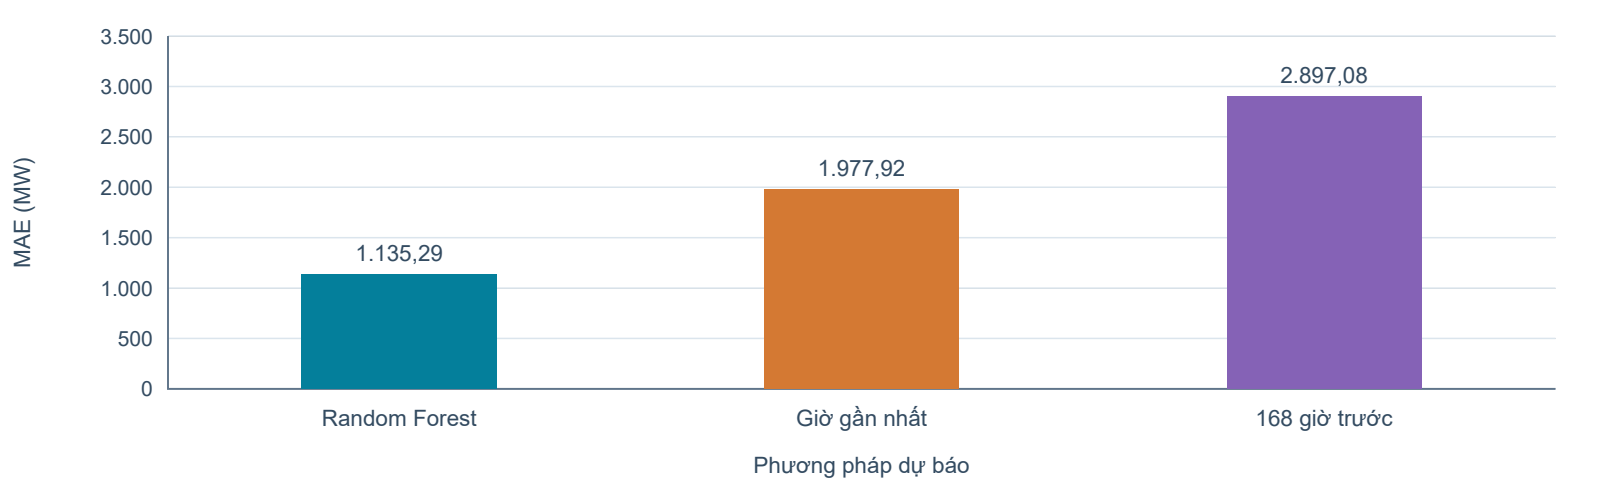 3.500
3.000
2.500
2.000
1.500
1.000
500
0
MAE (MW)
1.135,29
1.977,92
2.897,08
Random Forest
Giờ gần nhất
168 giờ trước
Phương pháp dự báo